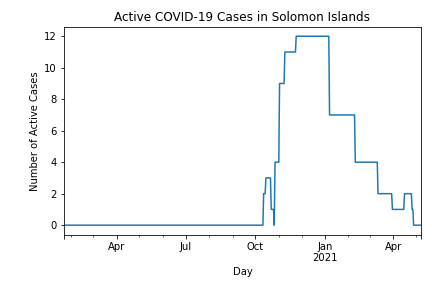 Active COVID-19 Cases in Solomon Islands
Number of Active Cases
12
10
8
6
4
2
0
Apr Jul Oct Jan Apr
2021
Day